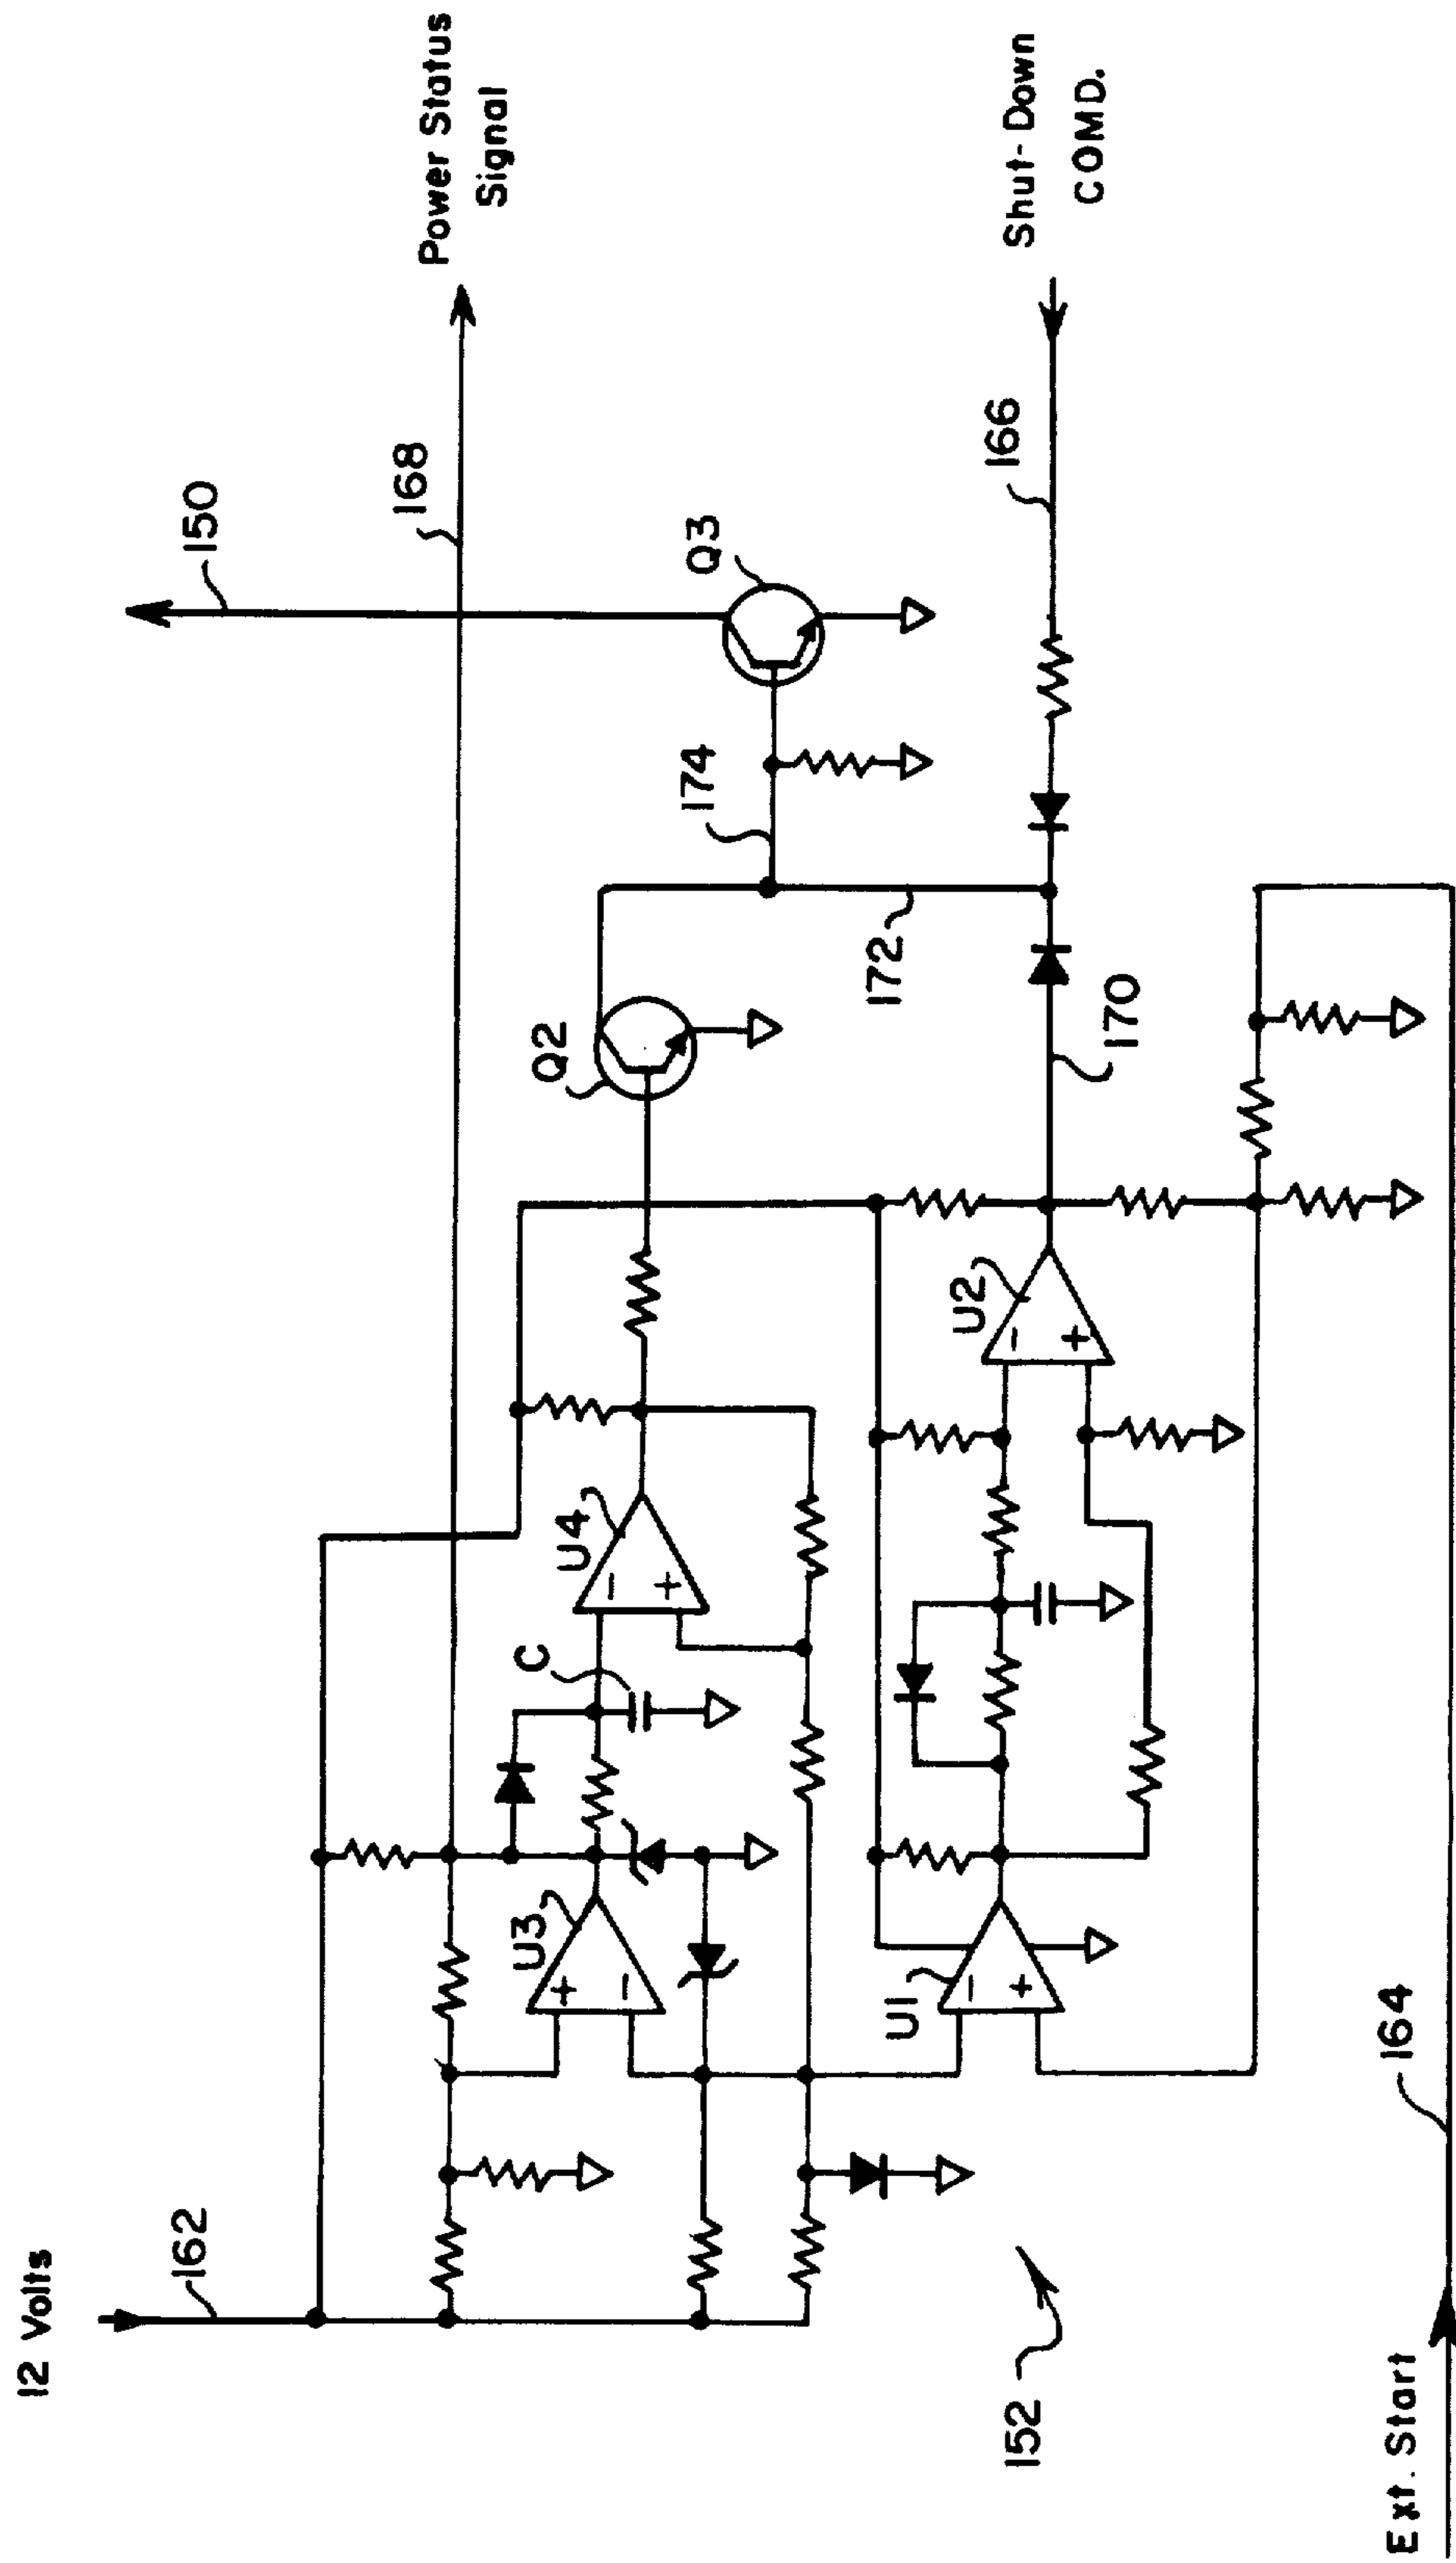 12 Volts
162
150
168
Power Status
Signal
Q3
174
Q2
C
U4
U3
+
−
−
+
172
166
Shut-Down
COMD.
170
U2
−
+
U1
−
+
152
164
Ext. Start